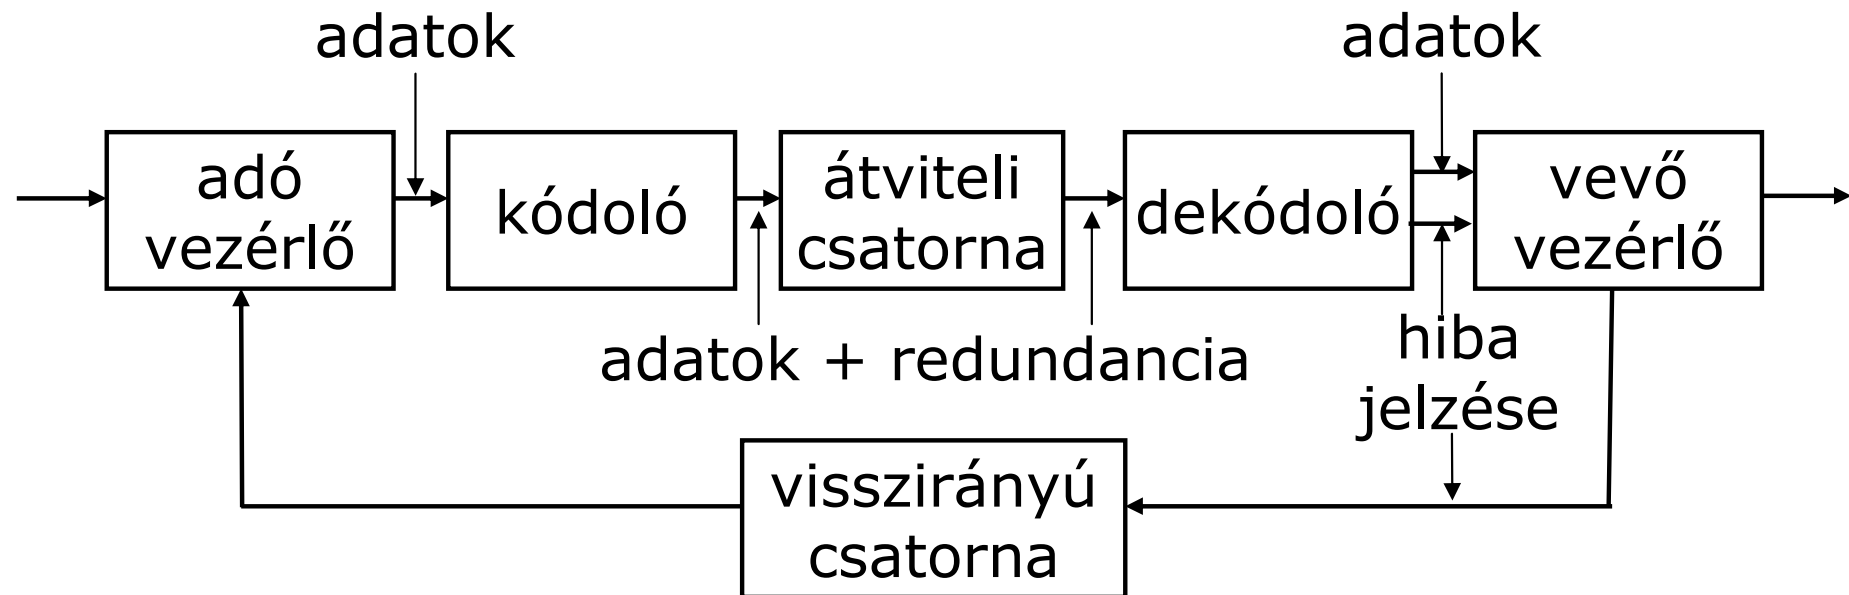 adatok
adatok
adó
vezérlő
kódoló
átviteli
csatorna
dekódoló
vevő
vezérlő
adatok + redundancia
hiba
jelzése
visszirányú
csatorna